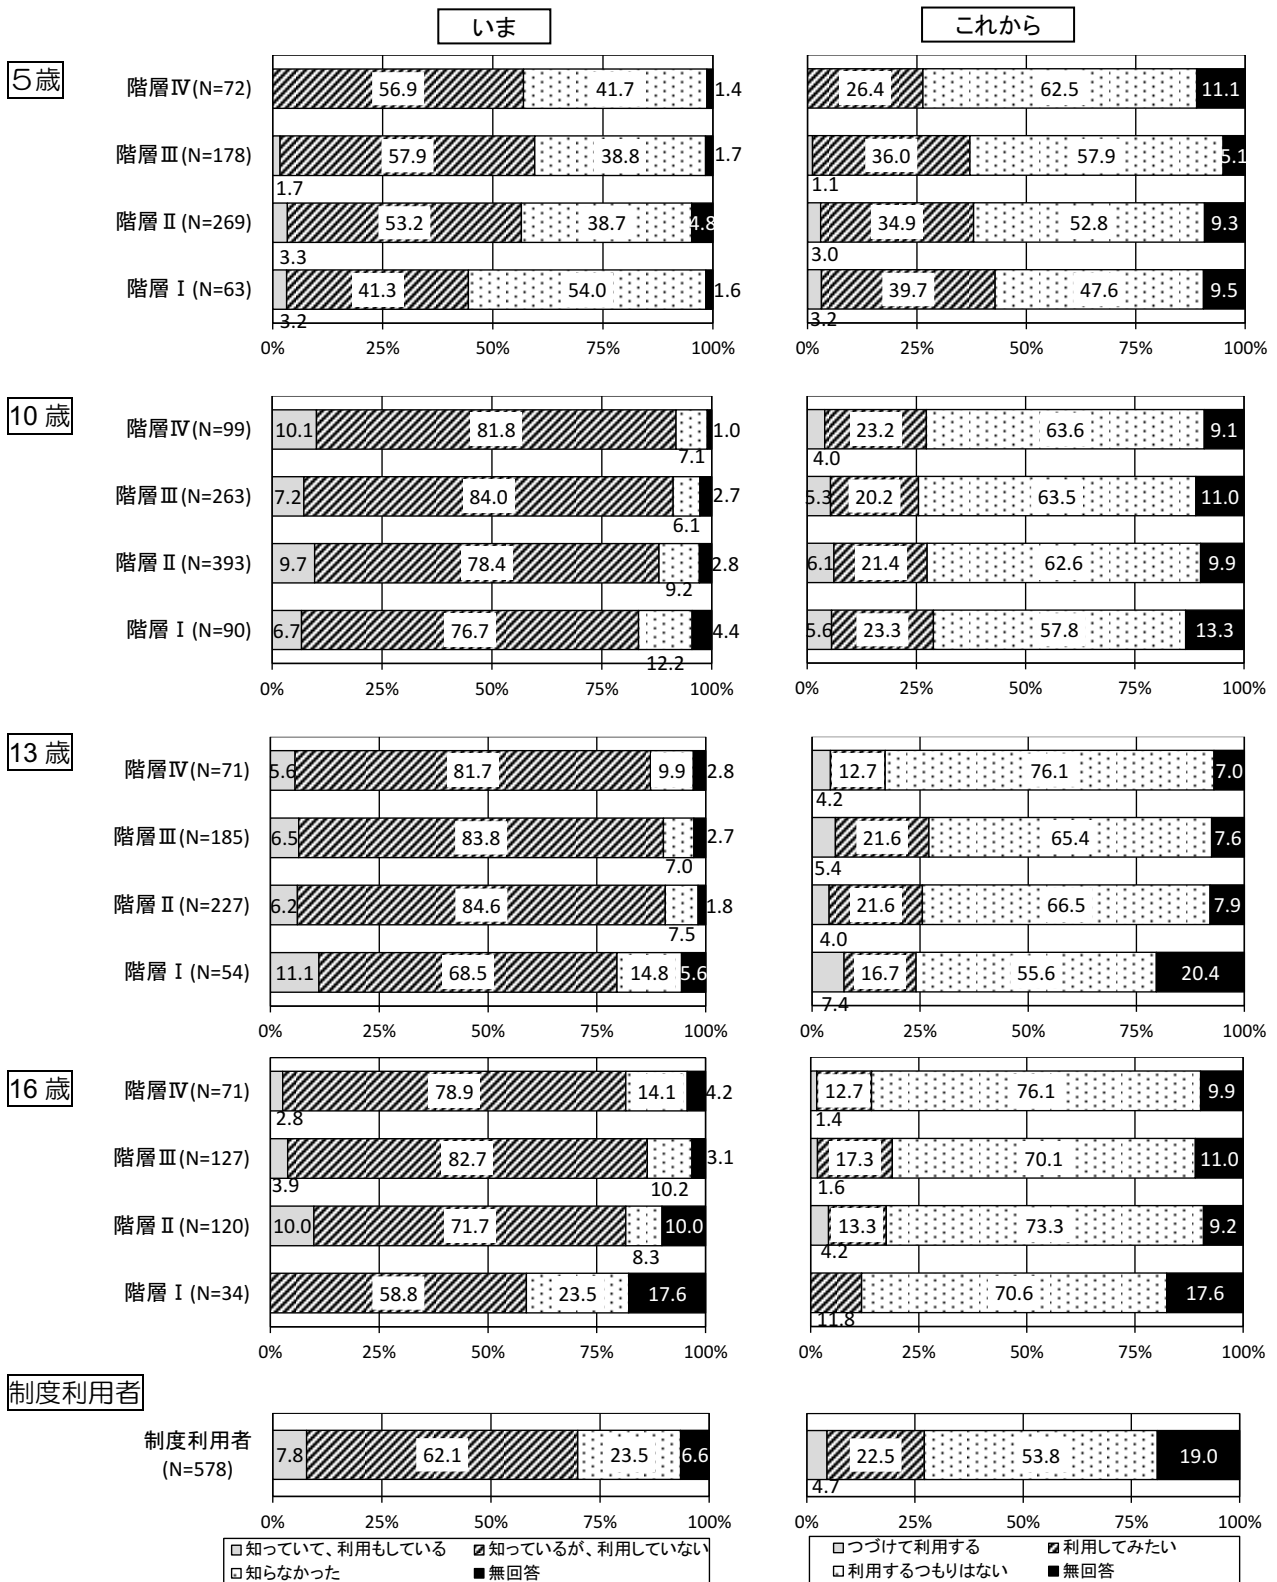 いま これから
5歳
階層Ⅳ(N=72) 56.9 41.7 1.4 26.4 62.5 11.1
階層Ⅲ(N=178) 57.9 38.8 1.7 36.0 57.9 5.1
1.7 1.1
階層Ⅱ(N=269) 53.2 38.7 4.8 34.9 52.8 9.3
3.3 3.0
階層Ⅰ(N=63) 41.3 54.0 1.6 39.7 47.6 9.5
3.2 3.2
0% 25% 50% 75% 100% 0% 25% 50% 75% 100%
10 歳
階層Ⅳ(N=99) 10.1 81.8 1.0 23.2 63.6 9.1
7.1 4.0
階層Ⅲ(N=263) 7.2 84.0 2.7 5.3 20.2 63.5 11.0
6.1
階層Ⅱ(N=393) 9.7 78.4 2.8 6.1 21.4 62.6 9.9
9.2
階層Ⅰ(N=90) 6.7 76.7 4.4 5.6 23.3 57.8 13.3
12.2
0% 25% 50% 75% 100% 0% 25% 50% 75% 100%
13 歳
階層Ⅳ(N=71) 5.6 81.7 9.9 2.8 12.7 76.1 7.0
4.2
階層Ⅲ(N=185) 6.5 83.8 2.7 21.6 65.4 7.6
7.0 5.4
階層Ⅱ(N=227) 6.2 84.6 1.8 21.6 66.5 7.9
7.5 4.0
階層Ⅰ(N=54) 11.1 68.5 14.8 5.6 16.7 55.6 20.4
7.4
0% 25% 50% 75% 100% 0% 25% 50% 75% 100%
16 歳
階層Ⅳ(N=71) 78.9 14.1 4.2 12.7 76.1 9.9
2.8 1.4
階層Ⅲ(N=127) 82.7 3.1 17.3 70.1 11.0
3.9 10.2 1.6
階層Ⅱ(N=120) 10.0 71.7 10.0 13.3 73.3 9.2
8.3 4.2
階層Ⅰ(N=34) 58.8 23.5 17.6 70.6 17.6
11.8
0% 25% 50% 75% 100% 0% 25% 50% 75% 100%
制度利用者
制度利用者
(N=578) 7.8 62.1 23.5 6.6 22.5 53.8 19.0
4.7
0% 25% 50% 75% 100% 0% 25% 50% 75% 100%
知っていて、利用もしている 知っているが、利用していない つづけて利用する 利用してみたい
知らなかった 無回答 利用するつもりはない 無回答